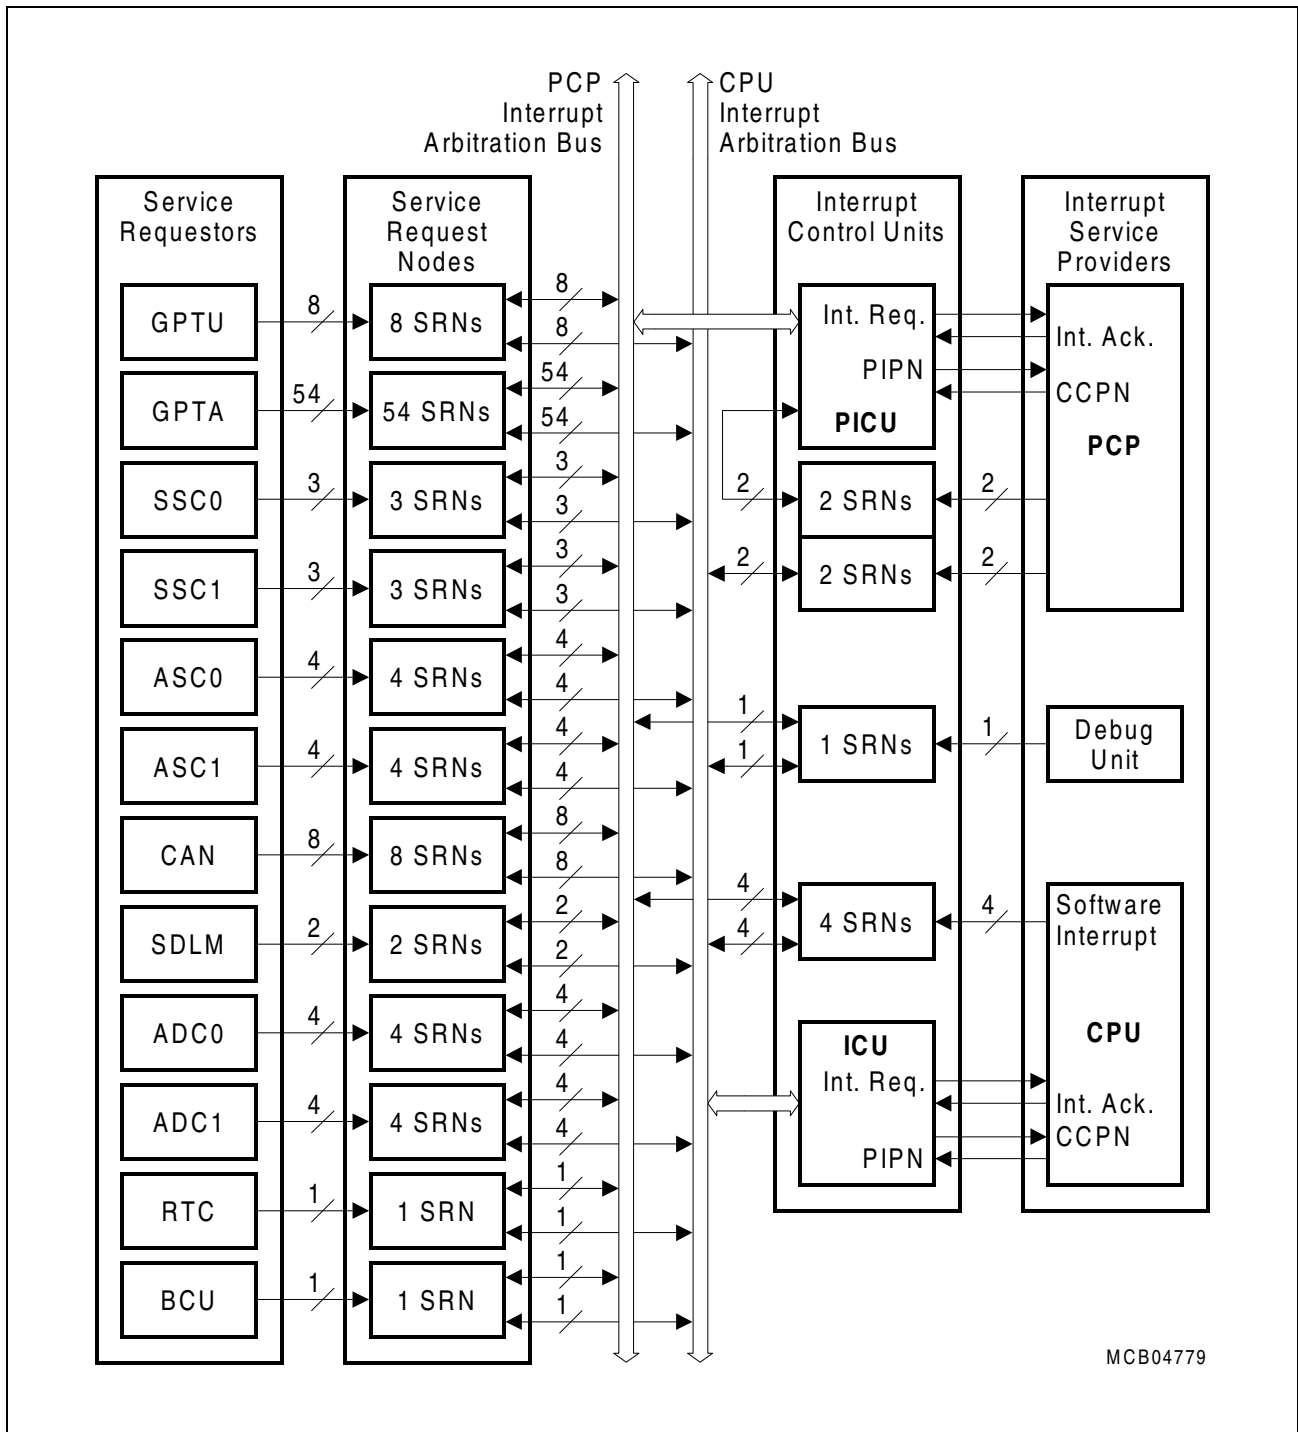 PCP
Interrupt
Arbitration Bus
CPU
Interrupt
Arbitration Bus
Service
Requestors
Service
Request
Nodes
Interrupt
Control Units
Interrupt
Service
Providers
GPTU
8
8 SRNs
8
8
GPTA
54
54 SRNs
54
54
SSC0
3
3 SRNs
3
3
SSC1
3
3 SRNs
3
3
ASC0
4
4 SRNs
4
4
ASC1
4
4 SRNs
4
4
CAN
8
8 SRNs
8
8
SDLM
2
2 SRNs
2
2
ADC0
4
4 SRNs
4
4
ADC1
4
4 SRNs
4
4
RTC
1
1 SRN
1
1
BCU
1
1 SRN
1
1
Int. Req.
PIPN
PICU
Int. Ack.
CCPN
PCP
2
2 SRNs
2
2
2 SRNs
2
1
1
1 SRNs
1
Debug
Unit
4
4
4 SRNs
4
Software
Interrupt
CPU
ICU
Int. Req.
PIPN
Int. Ack.
CCPN
MCB04779